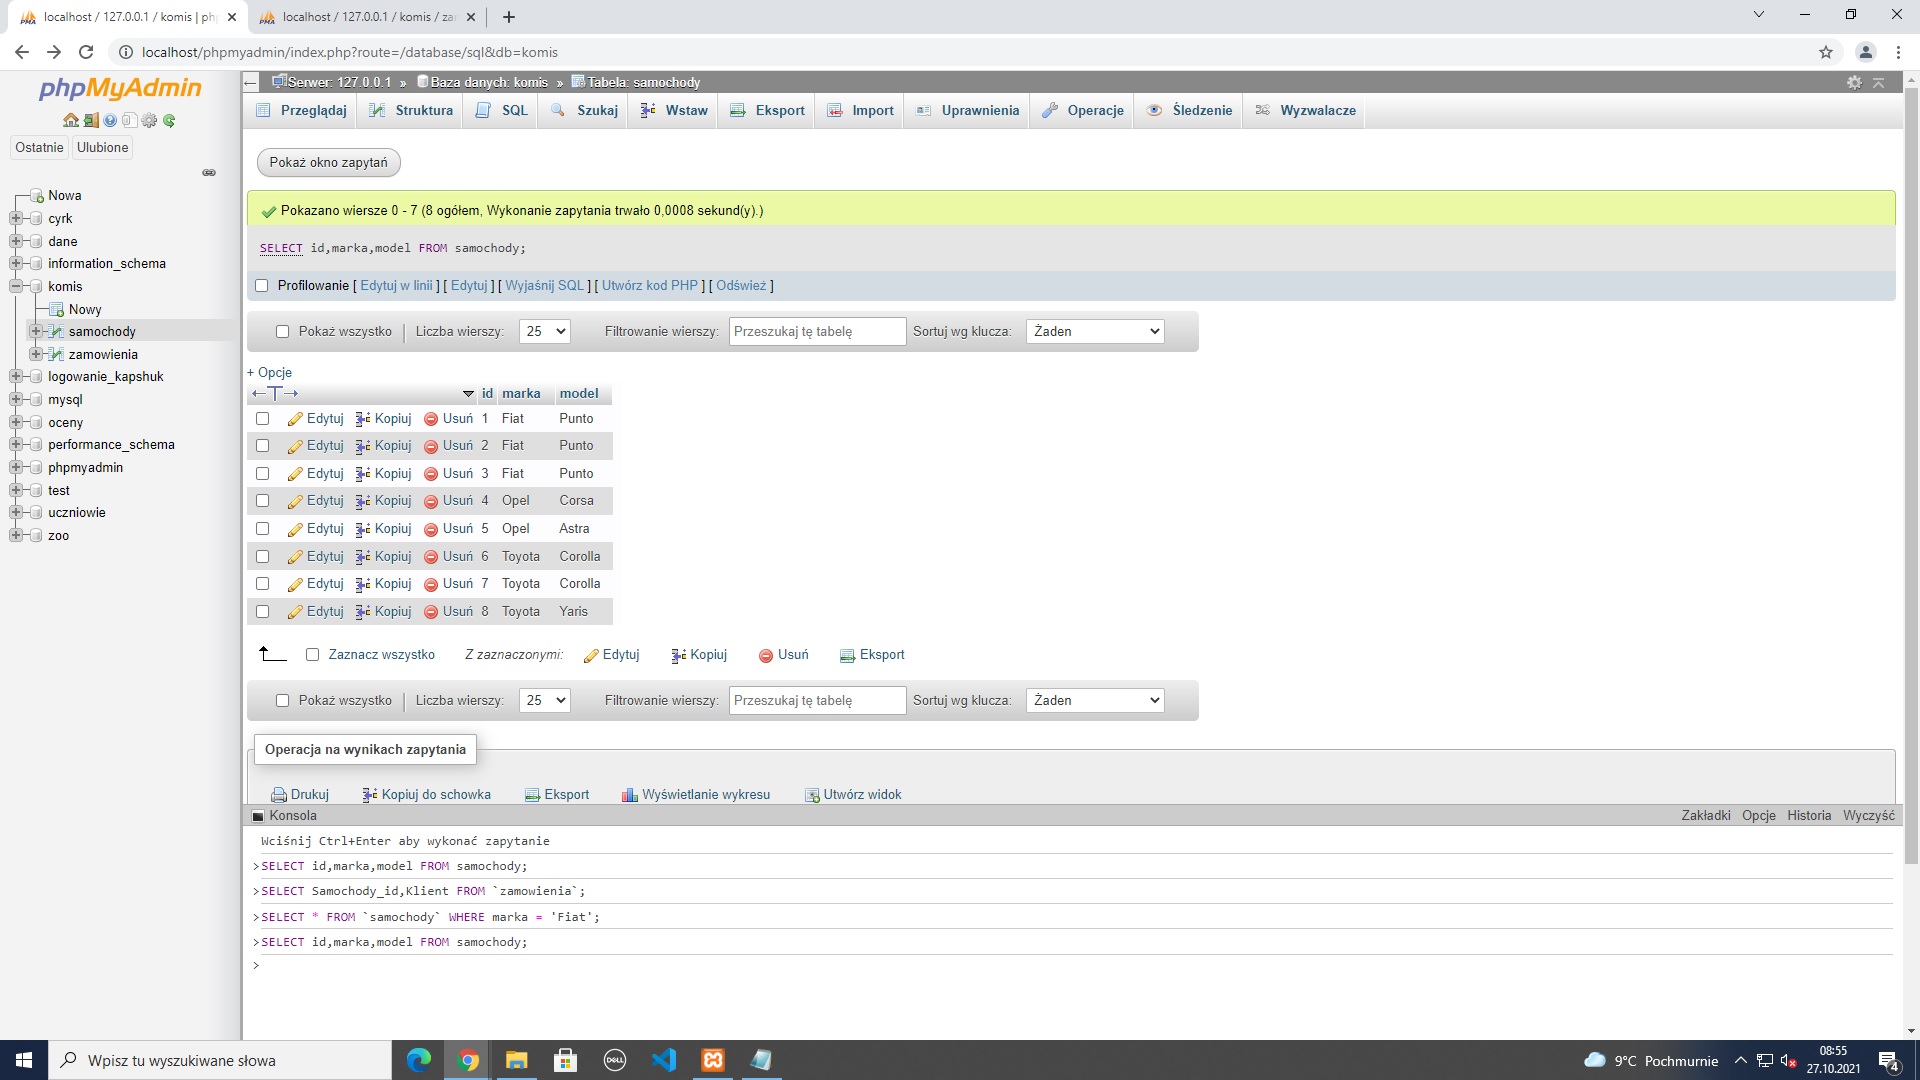 localhost / 127.0.0.1 / komis | php
localhost / 127.0.0.1 / komis / za
localhost/phpmyadmin/index.php?route=/database/sql&db=komis
phpMyAdmin
Ostatnie Ulubione
Nowa
cyrk
dane
information_schema
komis
Nowy
samochody
zamowienia
logowanie_kapshuk
mysql
oceny
performance_schema
phpmyadmin
test
uczniowie
zoo
Serwer: 127.0.0.1 » Baza danych: komis » Tabela: samochody
Przeglądaj Struktura SQL Szukaj Wstaw Eksport Import Uprawnienia Operacje Śledzenie Wyzwalacze
Pokaż okno zapytań
Pokazano wiersze 0 - 7 (8 ogółem, Wykonanie zapytania trwało 0,0008 sekund(y).)
SELECT id,marka,model FROM samochody;
Profilowanie [ Edytuj w linii ] [ Edytuj ] [ Wyjaśnij SQL ] [ Utwórz kod PHP ] [ Odśwież ]
Pokaż wszystko | Liczba wierszy: 25 Filtrowanie wierszy: Przeszukaj tę tabelę Sortuj wg klucza: Żaden
+ Opcje
←T→ id marka model
Edytuj Kopiuj Usuń 1 Fiat Punto
Edytuj Kopiuj Usuń 2 Fiat Punto
Edytuj Kopiuj Usuń 3 Fiat Punto
Edytuj Kopiuj Usuń 4 Opel Corsa
Edytuj Kopiuj Usuń 5 Opel Astra
Edytuj Kopiuj Usuń 6 Toyota Corolla
Edytuj Kopiuj Usuń 7 Toyota Corolla
Edytuj Kopiuj Usuń 8 Toyota Yaris
Zaznacz wszystko Z zaznaczonymi: Edytuj Kopiuj Usuń Eksport
Pokaż wszystko | Liczba wierszy: 25 Filtrowanie wierszy: Przeszukaj tę tabelę Sortuj wg klucza: Żaden
Operacja na wynikach zapytania
Drukuj Kopiuj do schowka Eksport Wyświetlanie wykresu Utwórz widok
Konsola Zakładki Opcje Historia Wyczyść
Wciśnij Ctrl+Enter aby wykonać zapytanie
>SELECT id,marka,model FROM samochody;
>SELECT Samochody_id,Klient FROM `zamowienia`;
>SELECT * FROM `samochody` WHERE marka = 'Fiat';
>SELECT id,marka,model FROM samochody;
>
Wpisz tu wyszukiwane słowa
DELL
9°C Pochmurnie
08:55
27.10.2021
4